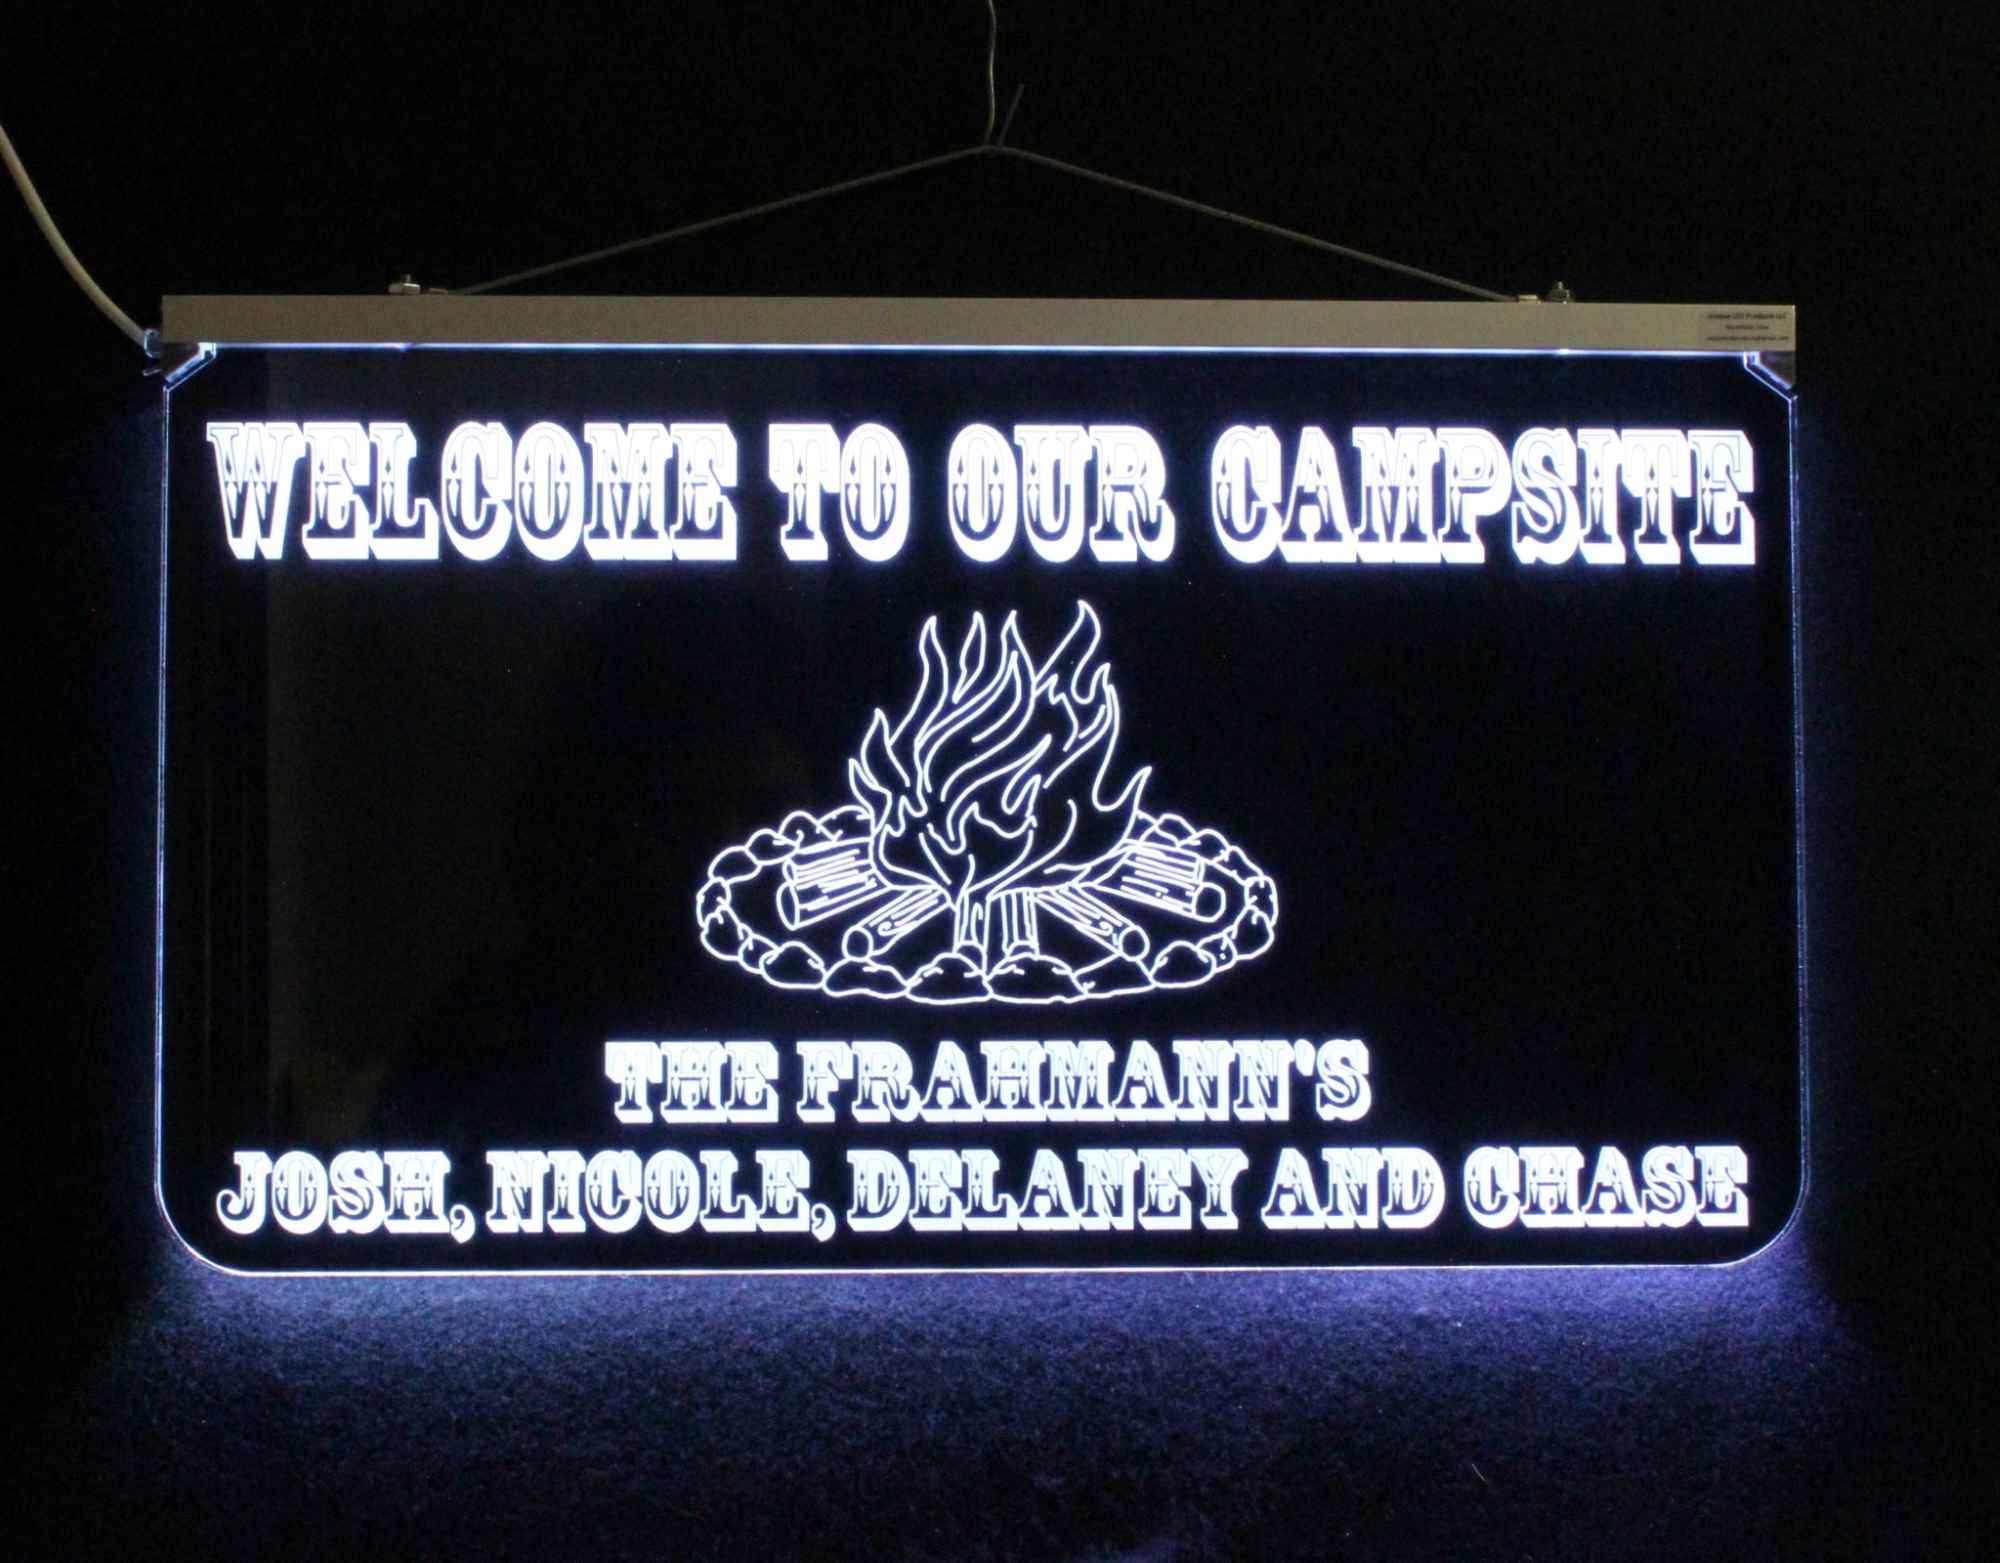 WELCOME TO OUR CAMPSITE
THE FRAHMANN'S
JOSH, NICOLE, DELANEY AND CHASE